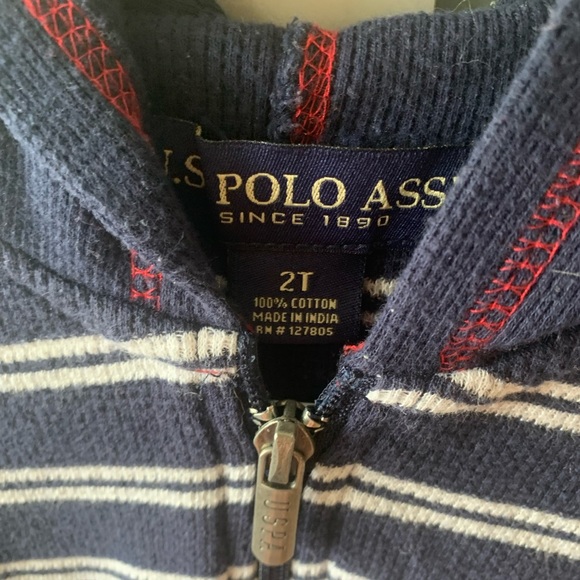 U.S. POLO ASS
SINCE 1890
2T
100% COTTON
MADE IN INDIA
RN # 127805
USPA